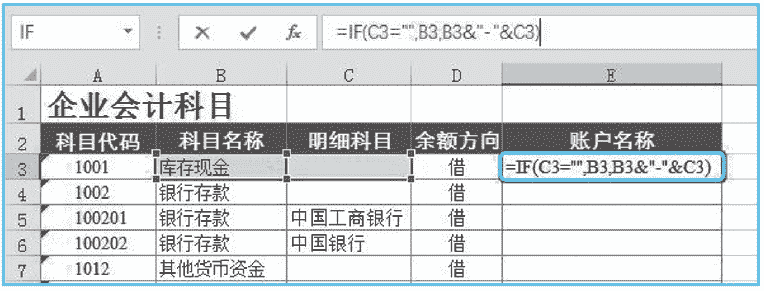 IF =IF(C3="",B3,B3&"-"&C3)
A B C D E
1 企业会计科目
2 科目代码 科目名称 明细科目 余额方向 账户名称
3 1001 库存现金 借 =IF(C3="",B3,B3&"-"&C3)
4 1002 银行存款 借
5 100201 银行存款 中国工商银行 借
6 100202 银行存款 中国银行 借
7 1012 其他货币资金 借